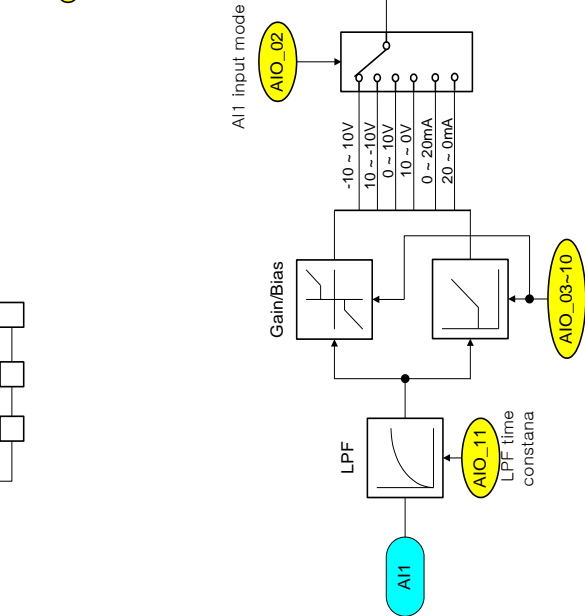 AI1 input mode
AIO_02
-10 ~ 10V
10 ~ -10V
0 ~ 10V
10 ~ 0V
0 ~ 20mA
20 ~ 0mA
Gain/Bias
AIO_03~10
LPF
AIO_11
LPF time
constana
AI1